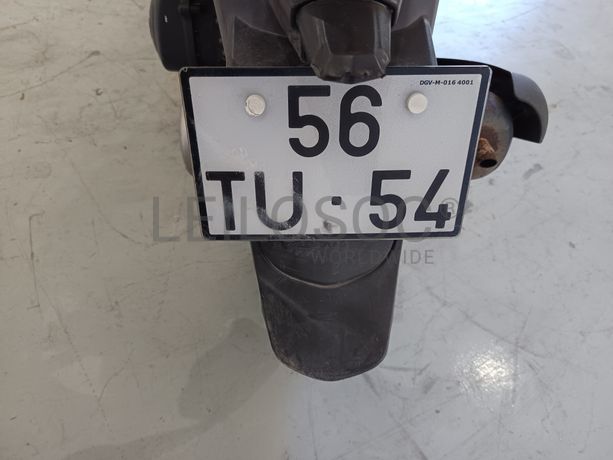 DGV-M-016 4001
56
TU·54
LEILOSOC®
WORLDWIDE